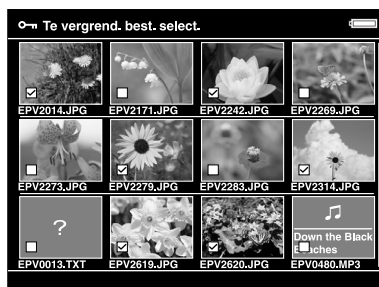 Te vergrend. best. select.
EPV2014.JPG EPV2171.JPG EPV2242.JPG EPV2269.JPG
EPV2273.JPG EPV2279.JPG EPV2283.JPG EPV2314.JPG
?
Down the Black
Beaches
EPV0013.TXT EPV2619.JPG EPV2620.JPG EPV0480.MP3